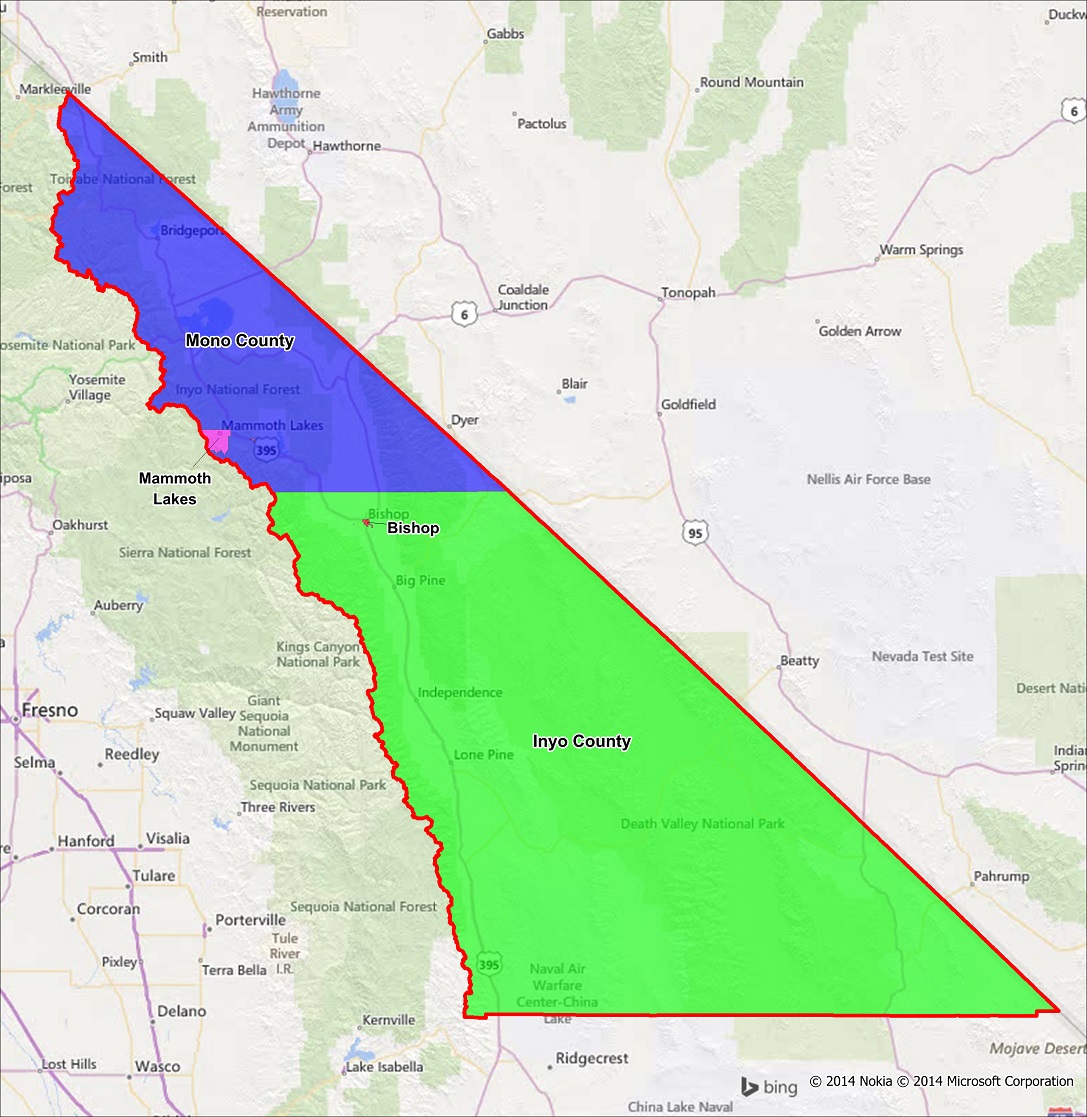 Indian
Reservation
Gabbs
Duckw
Smith
Markleeville
Round Mountain
Hawthorne
Army
Ammunition
Depot
6
Pactolus
Hawthorne
Toiyabe National Forest
orest
Bridgeport
Warm Springs
Coaldale
Junction
Tonopah
6
Golden Arrow
Mono County
osemite National Park
Yosemite
Village
Inyo National Forest
Blair
Goldfield
Dyer
Mammoth Lakes
395
Mammoth
Lakes
iposa
Nellis Air Force Base
Bishop
Bishop
Oakhurst
95
Sierra National Forest
Big Pine
Auberry
Kings Canyon
National Park
Beatty
Nevada Test Site
Desert Nati
Independence
Fresno
Squaw Valley
Giant
Sequoia
National
Monument
Inyo County
Lone Pine
Reedley
Selma
Indian
Sprin
Sequoia National Park
Three Rivers
Death Valley National Park
Hanford
Visalia
re
Tulare
Pahrump
Corcoran
Sequoia National Forest
Porterville
Tule
River
I.R.
Pixley
Terra Bella
395
Naval Air
Warfare
Center-China
Lake
Delano
Kernville
Mojave Desert
Ridgecrest
Lost Hills
Wasco
Lake Isabella
bing
© 2014 Nokia © 2014 Microsoft Corporation
China Lake Naval